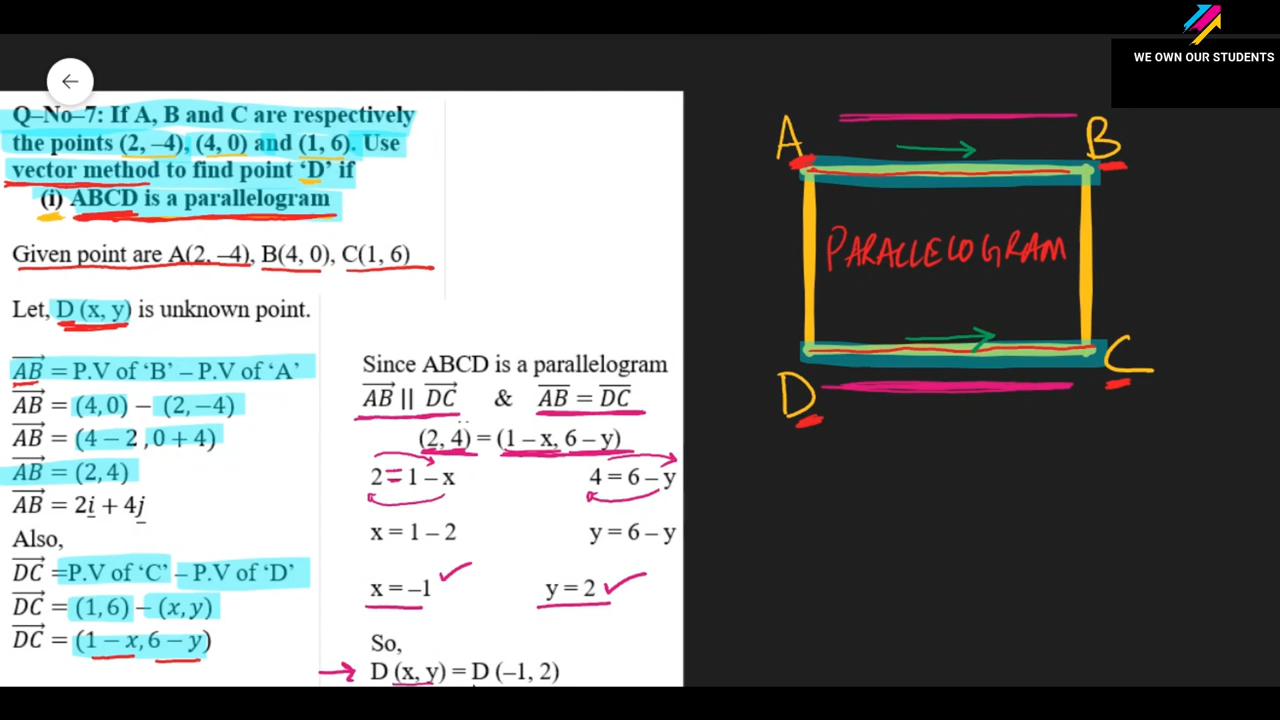 WE OWN OUR STUDENTS
Q–No–7: If A, B and C are respectively
the points (2, –4), (4, 0) and (1, 6). Use
vector method to find point ‘D’ if
(i) ABCD is a parallelogram
Given point are A(2, –4), B(4, 0), C(1, 6)
Let, D (x, y) is unknown point.
AB = P.V of ‘B’ – P.V of ‘A’
AB = (4,0) – (2,–4)
AB = (4 – 2 ,0 + 4)
AB = (2,4)
AB = 2i + 4j
Also,
DC =P.V of ‘C’ – P.V of ‘D’
DC = (1,6) – (x,y)
DC = (1 – x,6 – y)
Since ABCD is a parallelogram
AB || DC & AB = DC
(2, 4) = (1 – x, 6 – y)
2 = 1 – x 4 = 6 – y
x = 1 – 2 y = 6 – y
x = –1 y = 2
So,
D (x, y) = D (–1, 2)
A B
PARALLELOGRAM
D C